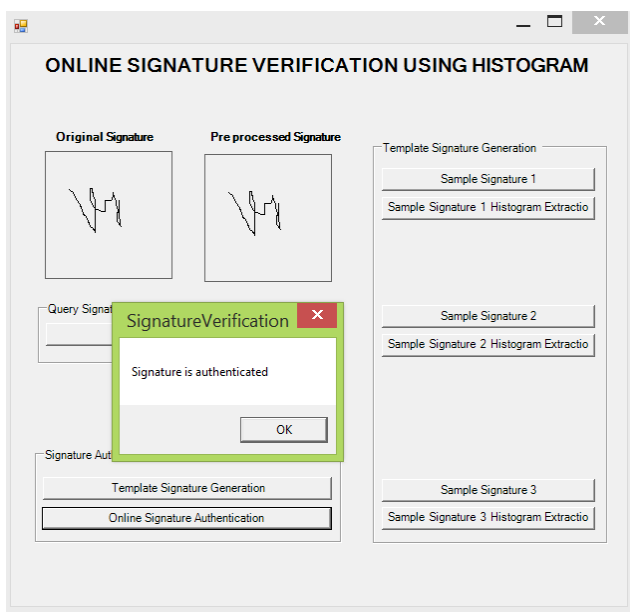 ONLINE SIGNATURE VERIFICATION USING HISTOGRAM
Original Signature
Pre processed Signature
Template Signature Generation
Sample Signature 1
Sample Signature 1 Histogram Extractio
Query Signat
SignatureVerification
Signature is authenticated
OK
Sample Signature 2
Sample Signature 2 Histogram Extractio
Signature Aut
Template Signature Generation
Online Signature Authentication
Sample Signature 3
Sample Signature 3 Histogram Extractio